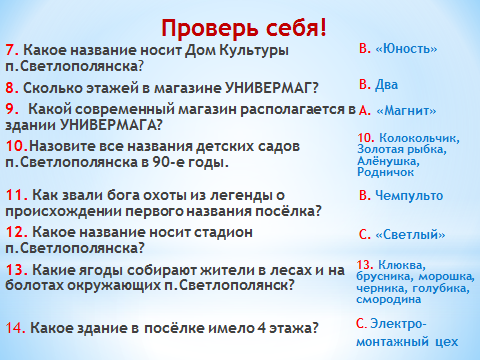 Проверь себя!
7. Какое название носит Дом Культуры
п.Светлополянска?
В. «Юность»
8. Сколько этажей в магазине УНИВЕРМАГ?
В. Два
9. Какой современный магазин располагается в
здании УНИВЕРМАГА?
А. «Магнит»
10.Назовите все названия детских садов
п.Светлополянска в 90-е годы.
10. Колокольчик,
Золотая рыбка,
Алёнушка,
Родничок
11. Как звали бога охоты из легенды о
происхождении первого названия посёлка?
В. Чемпульто
12. Какое название носит стадион
п.Светлополянска?
С. «Светлый»
13. Какие ягоды собирают жители в лесах и на
болотах окружающих п.Светлополянск?
13. Клюква,
брусника, морошка,
черника, голубика,
смородина
14. Какое здание в посёлке имело 4 этажа?
С. Электро-
монтажный цех